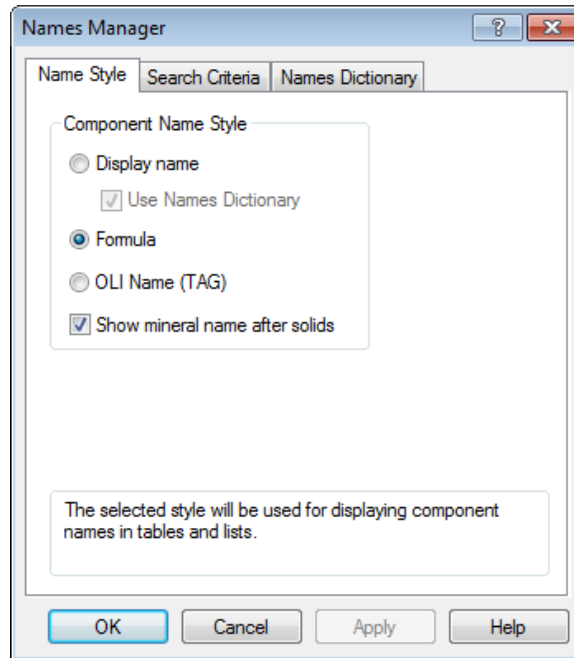 Names Manager
?
Name Style Search Criteria Names Dictionary
Component Name Style
Display name
Use Names Dictionary
Formula
OLI Name (TAG)
Show mineral name after solids
The selected style will be used for displaying component
names in tables and lists.
OK Cancel Apply Help